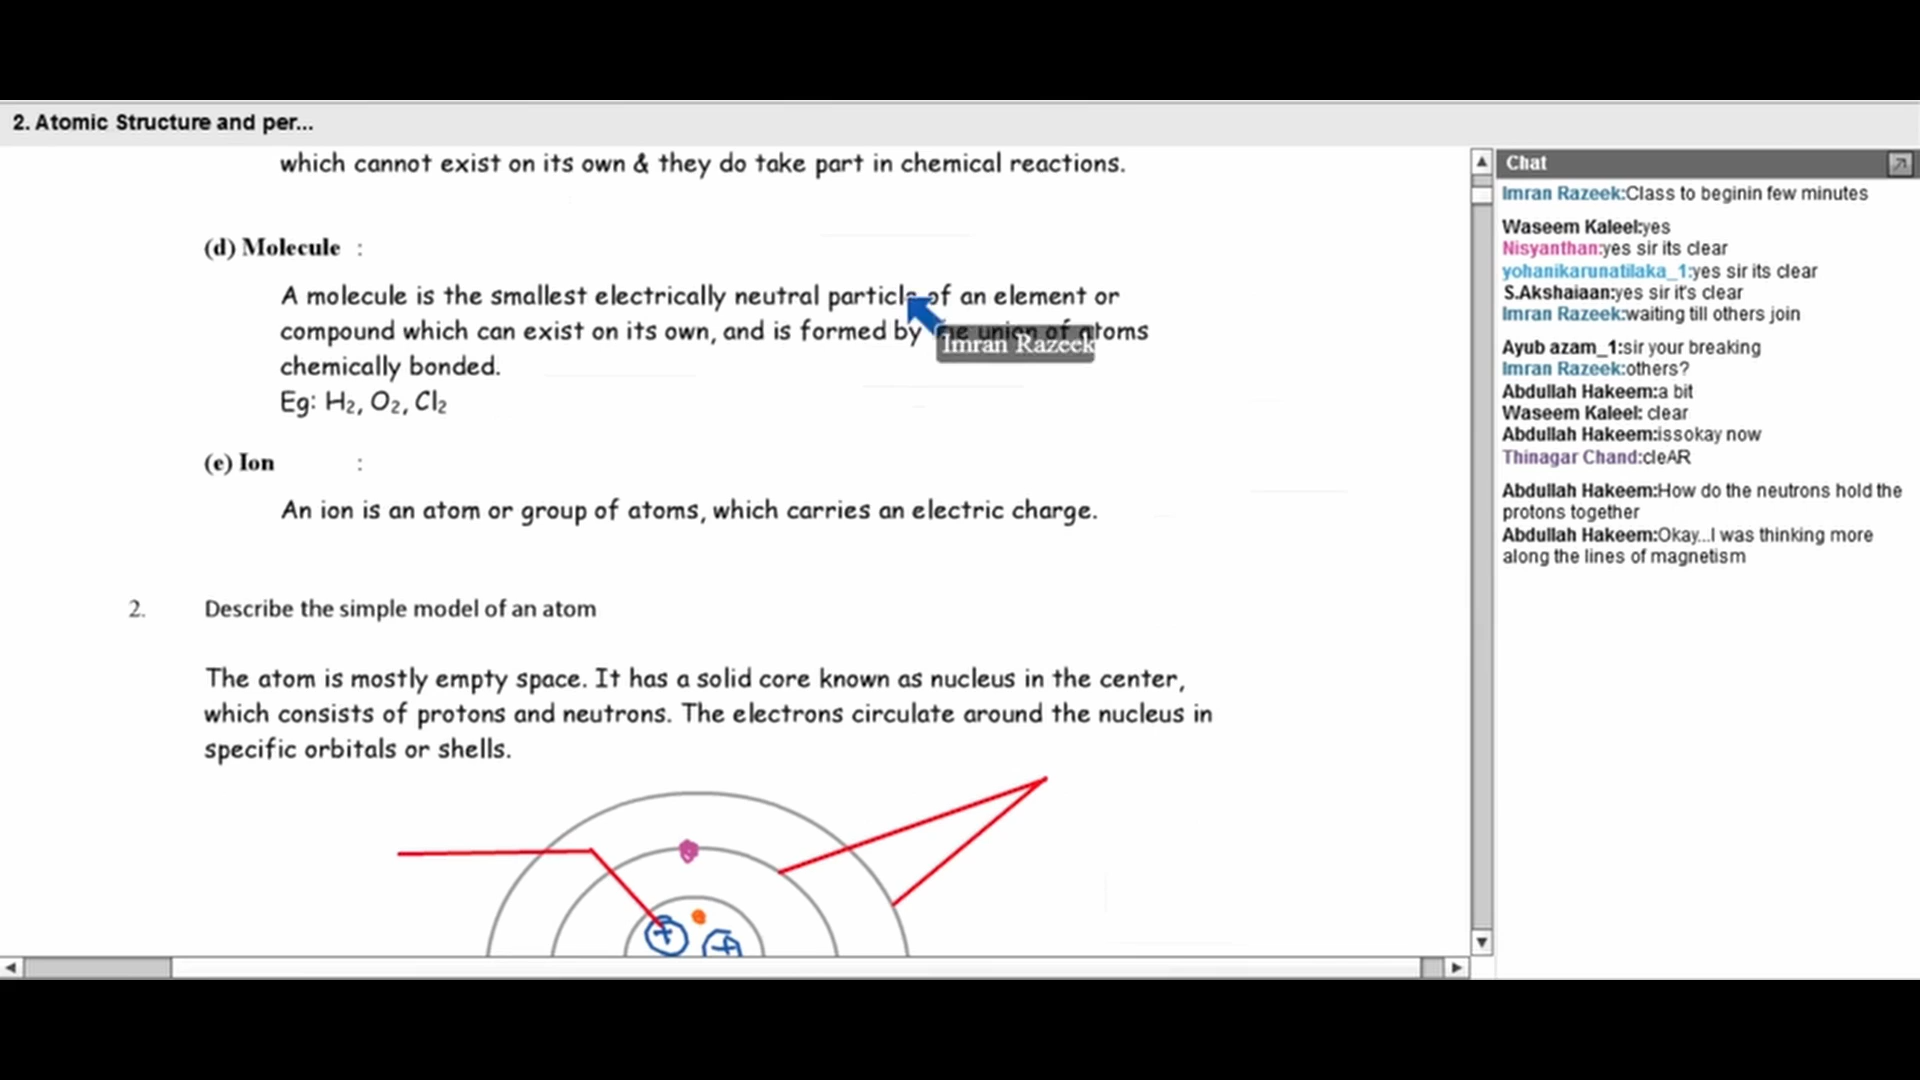 2. Atomic Structure and per...
which cannot exist on its own & they do take part in chemical reactions.
(d) Molecule :
A molecule is the smallest electrically neutral particle of an element or
compound which can exist on its own, and is formed by the union of atoms
chemically bonded.
Eg: H₂, O₂, Cl₂
Imran Razeek
(e) Ion :
An ion is an atom or group of atoms, which carries an electric charge.
2. Describe the simple model of an atom
The atom is mostly empty space. It has a solid core known as nucleus in the center,
which consists of protons and neutrons. The electrons circulate around the nucleus in
specific orbitals or shells.
+ +
Chat
Imran Razeek:Class to beginin few minutes
Waseem Kaleel:yes
Nisyanthan:yes sir its clear
yohanikarunatilaka_1:yes sir its clear
S.Akshaiaan:yes sir it's clear
Imran Razeek:waiting till others join
Ayub azam_1:sir your breaking
Imran Razeek:others?
Abdullah Hakeem:a bit
Waseem Kaleel: clear
Abdullah Hakeem:issokay now
Thinagar Chand:cleAR
Abdullah Hakeem:How do the neutrons hold the
protons together
Abdullah Hakeem:Okay...I was thinking more
along the lines of magnetism